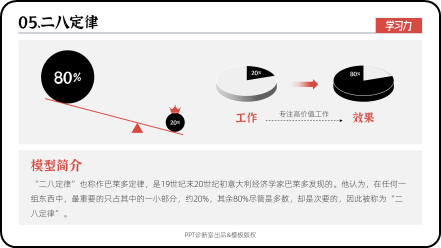 05.二八定律
学习力
80%
20%
20%
80%
工作
专注高价值工作
效果
模型简介
“二八定律”也称作巴莱多定律，是19世纪末20世纪初意大利经济学家巴莱多发现的。他认为，在任何一
组东西中，最重要的只占其中的一小部分，约20%，其余80%尽管是多数，却是次要的，因此被称为“二
八定律”。
PPT诊断室出品&模板版权